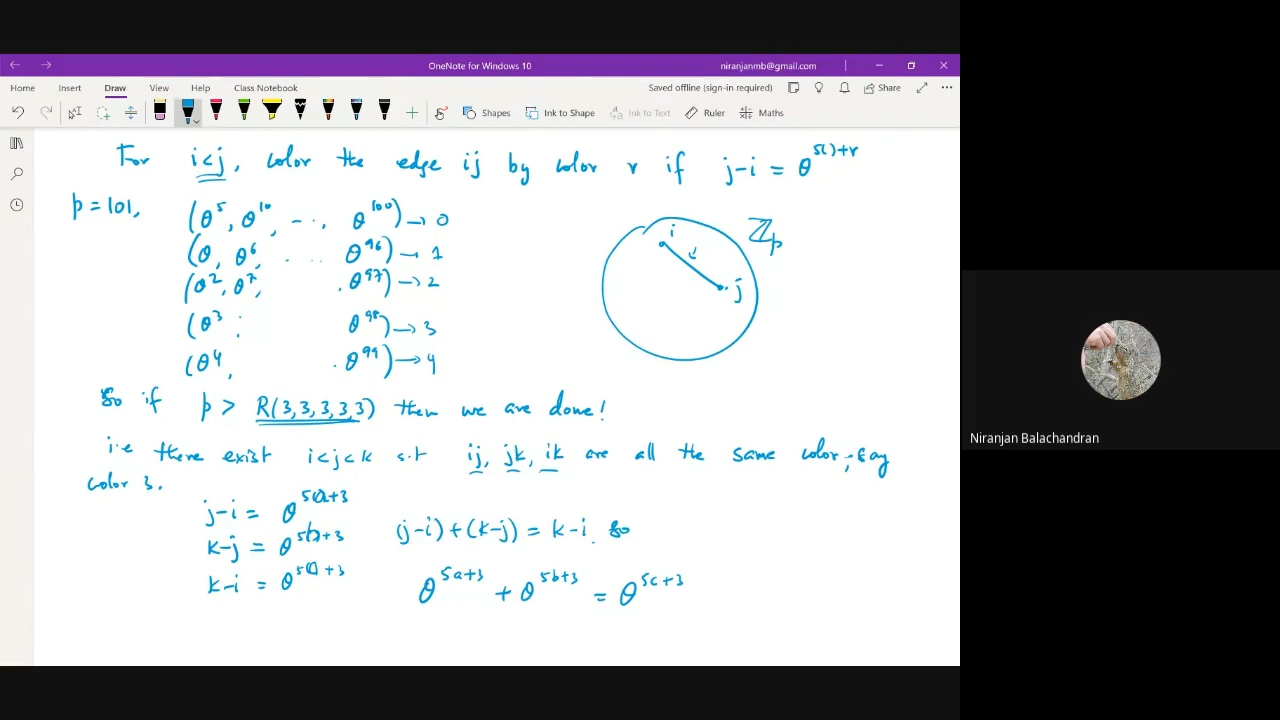 OneNote for Windows 10
niranjanmb@gmail.com
Home Insert Draw View Help Class Notebook
Saved offline (sign-in required)
Share
Shapes Ink to Shape Ink to Text Ruler Maths
For i<j, color the edge ij by color r if j-i = θ^{5()+r}
p = 101,
(θ^5, θ^{10}, -.., θ^{100}) → 0
(θ, θ^6, . ... θ^{96}) → 1
(θ^2, θ^7, . θ^{97}) → 2
(θ^3 : θ^{98}) → 3
(θ^4, . θ^{99}) → 4
i
j
ℤ_p
So if p > R(3,3,3,3,3) then we are done!
i.e there exist i<j<k s.t ij, jk, ik are all the same color, say
color 3.
j-i = θ^{5a+3}
k-j = θ^{5b+3}
k-i = θ^{5c+3}
(j-i)+(k-j) = k-i. So
θ^{5a+3} + θ^{5b+3} = θ^{5c+3}
Niranjan Balachandran